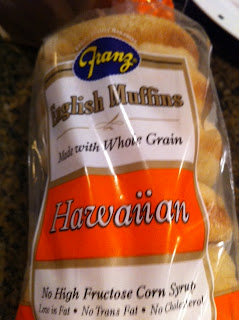 Franz
English Muffins
Made with Whole Grain
Hawaiian
No High Fructose Corn Syrup
Low in Fat • No Trans Fat • No Cholesterol